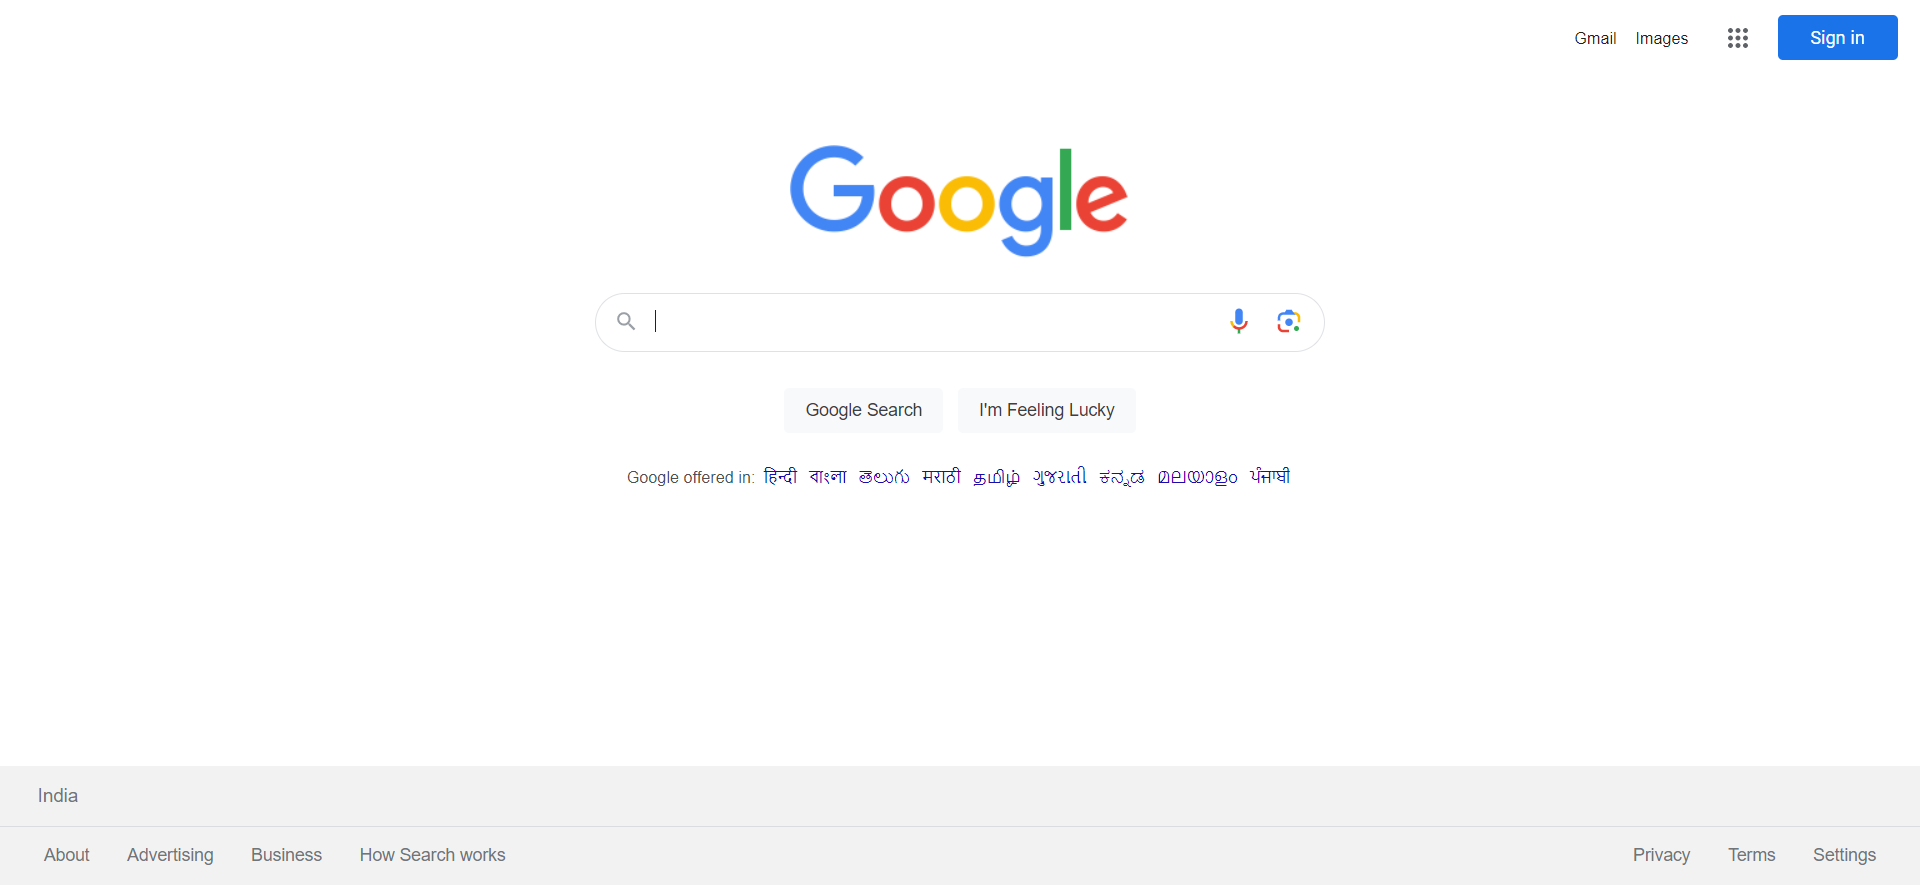 Gmail Images Sign in
Google
Google Search I'm Feeling Lucky
Google offered in: हिन्दी বাংলা తెలుగు मराठी தமிழ் ગુજરાતી ಕನ್ನಡ മലയാളം ਪੰਜਾਬੀ
India
About Advertising Business How Search works Privacy Terms Settings